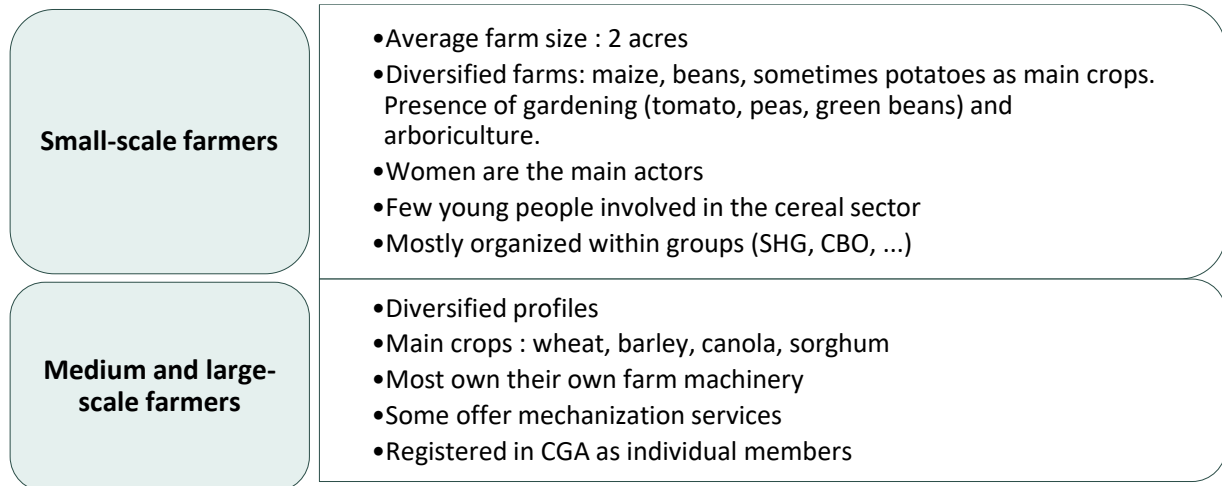 Small-scale farmers
•Average farm size : 2 acres
•Diversified farms: maize, beans, sometimes potatoes as main crops.
Presence of gardening (tomato, peas, green beans) and
arboriculture.
•Women are the main actors
•Few young people involved in the cereal sector
•Mostly organized within groups (SHG, CBO, ...)
Medium and large-
scale farmers
•Diversified profiles
•Main crops : wheat, barley, canola, sorghum
•Most own their own farm machinery
•Some offer mechanization services
•Registered in CGA as individual members